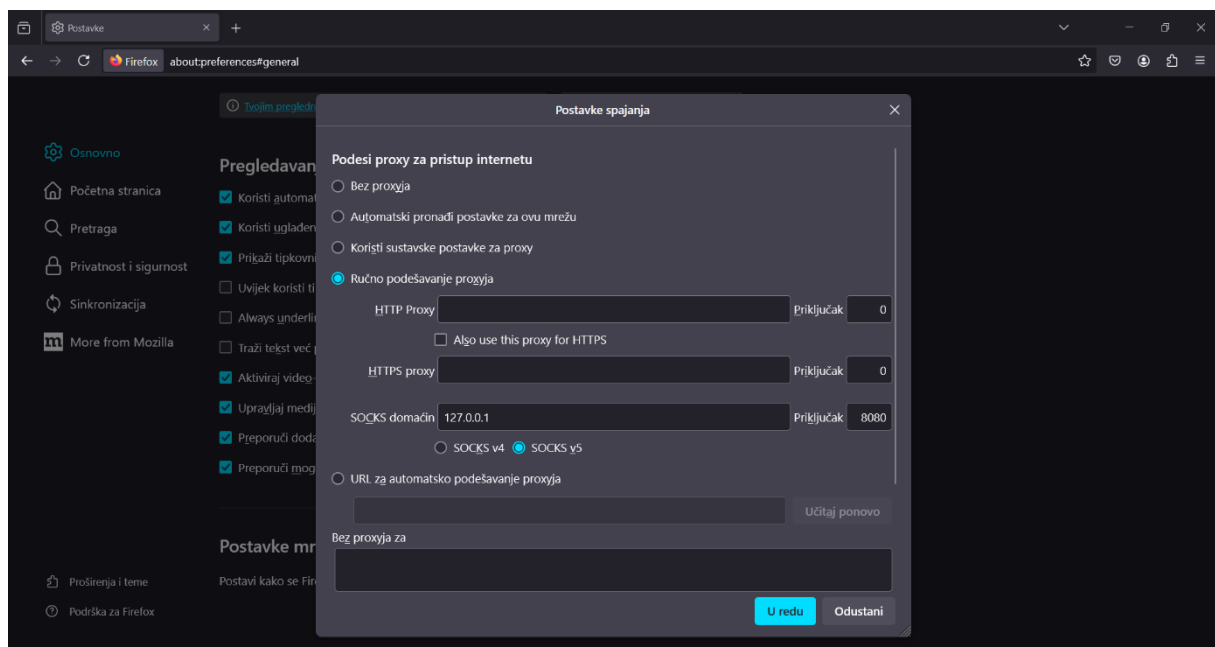 Postavke
Firefox about:preferences#general
Tvojim pregledn
Postavke spajanja
Osnovno
Početna stranica
Pretraga
Privatnost i sigurnost
Sinkronizacija
More from Mozilla
Proširenja i teme
Podrška za Firefox
Pregledavan
Koristi automat
Koristi uglađen
Prikaži tipkovni
Uvijek koristi ti
Always underlin
Traži tekst već p
Aktiviraj video-
Upravljaj medij
Preporuči doda
Preporuči mog
Postavke mr
Postavi kako se Fir
Podesi proxy za pristup internetu
Bez proxyja
Automatski pronađi postavke za ovu mrežu
Koristi sustavske postavke za proxy
Ručno podešavanje proxyja
HTTP Proxy Priključak 0
Also use this proxy for HTTPS
HTTPS proxy Priključak 0
SOCKS domaćin 127.0.0.1 Priključak 8080
SOCKS v4 SOCKS v5
URL za automatsko podešavanje proxyja
Učitaj ponovo
Bez proxyja za
U redu Odustani